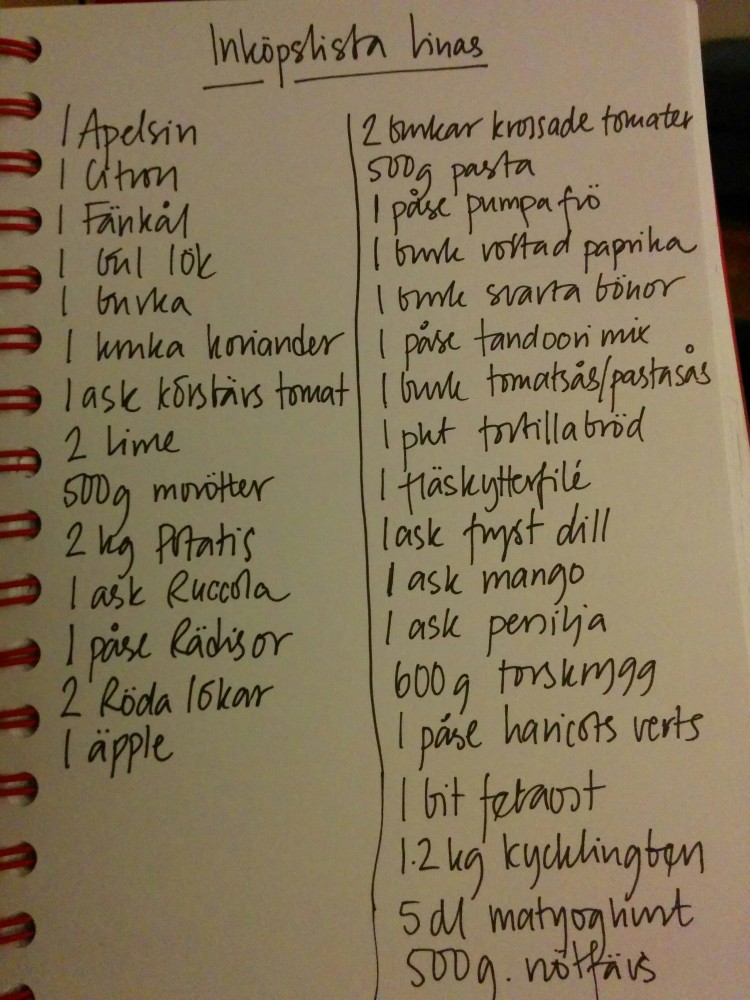 Inköpslista Linas
1 Apelsin
1 Citron
1 Fänkål
1 Gul lök
1 Gurka
1 kruka koriander
1 ask körsbärs tomat
2 Lime
500g morötter
2 kg Potatis
1 ask Ruccola
1 påse Rädisor
2 Röda lökar
1 äpple
2 burkar krossade tomater
500g pasta
1 påse pumpafrö
1 burk rostad paprika
1 burk svarta bönor
1 påse tandoori mix
1 burk tomatsås/pastasås
1 pkt tortillabröd
1 fläskytterfilé
1 ask fryst dill
1 ask mango
1 ask persilja
600g torskrygg
1 påse haricots verts
1 bit fetaost
1.2 kg kycklingben
5 dl matyoghurt
500g. nötfärs